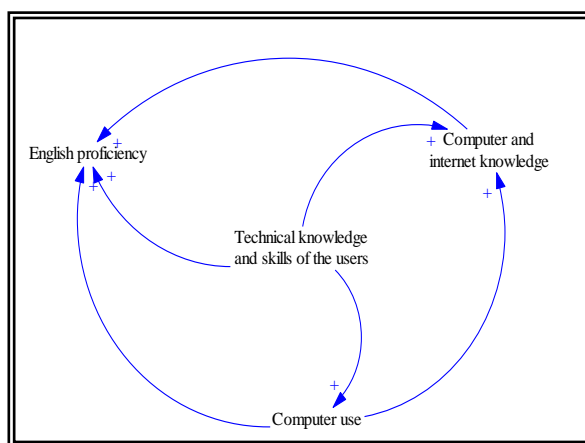 +
+
Computer and
English proficiency
internet knowledge
+
+
+
Technical knowledge
and skills of the users
+
Computer use